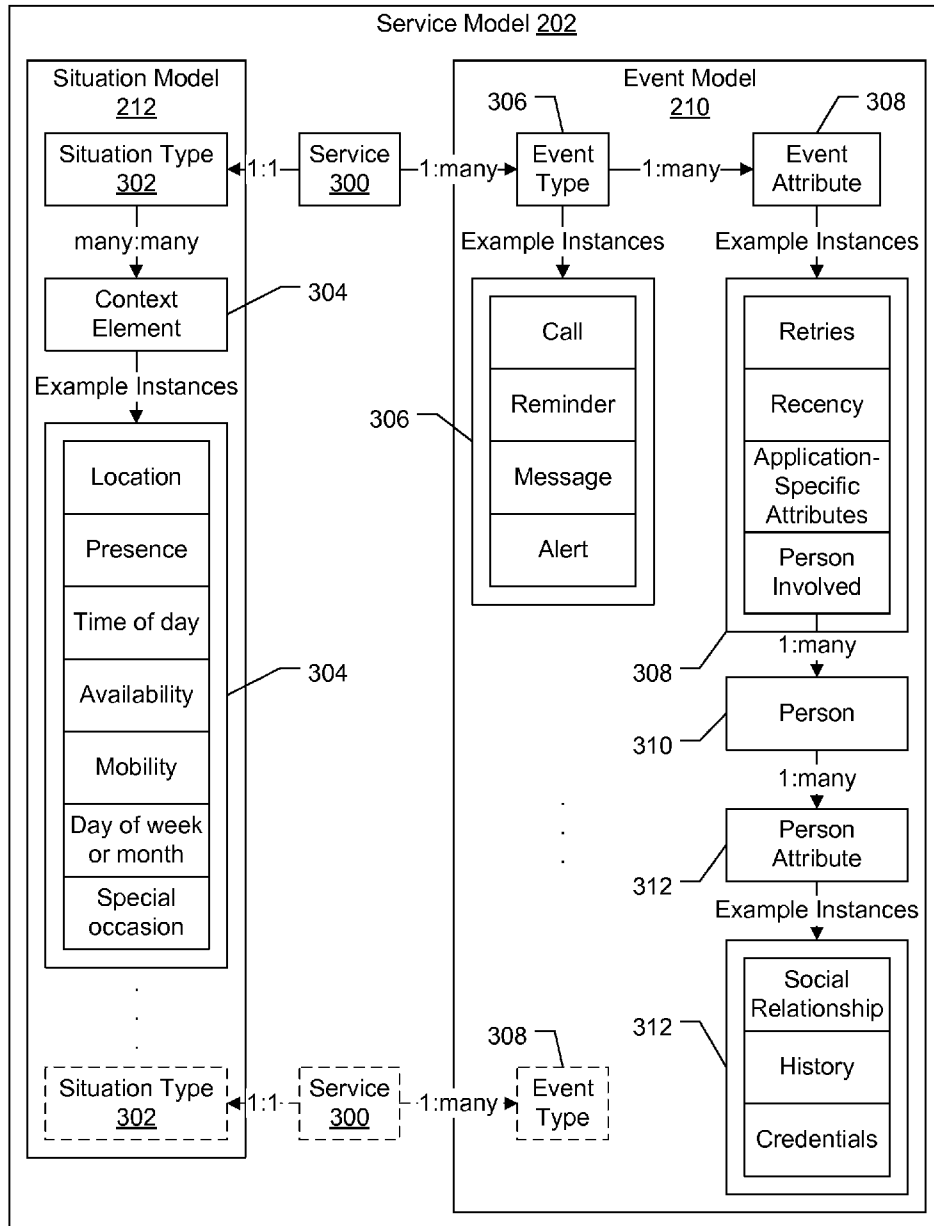 Service Model 202
Situation Model
212
Situation Type
302
1:1
Service
300
1:many
Event Model
210
306
308
Event
Type
1:many
Event
Attribute
many:many
Context
Element
304
Example Instances
Location
Presence
Time of day
Availability
Mobility
Day of week
or month
Special
occasion
304
Example Instances
Call
Reminder
Message
Alert
306
Example Instances
Retries
Recency
Application-
Specific
Attributes
Person
Involved
308
1:many
Person
310
1:many
Person
Attribute
312
Example Instances
Social
Relationship
History
Credentials
312
.
.
.
.
.
.
Situation Type
302
1:1
Service
300
1:many
308
Event
Type